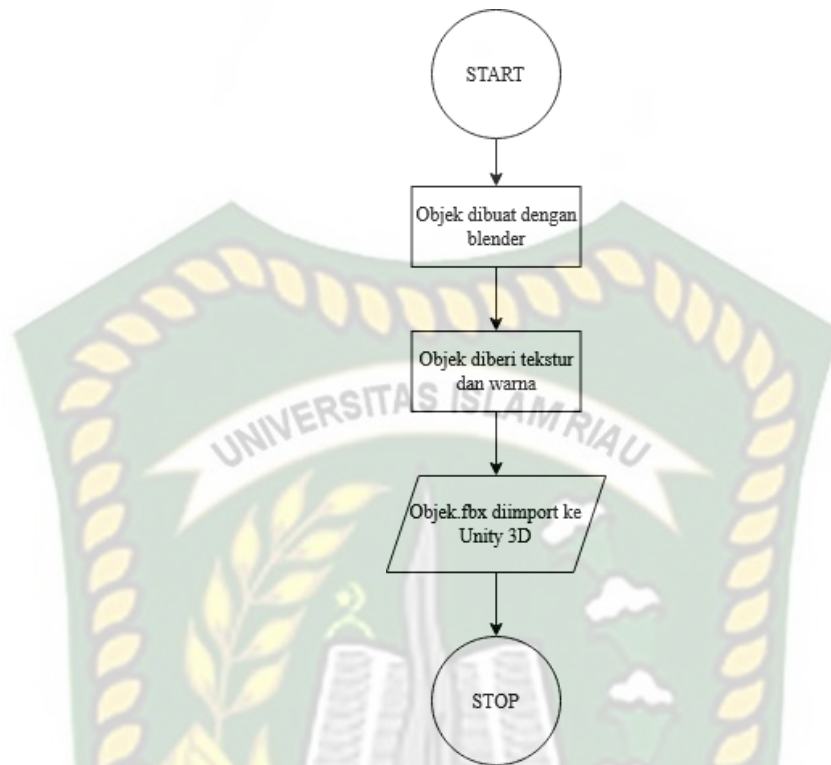 START
Objek dibuat dengan
blender
Objek diberi tekstur
dan warna
UNIVERSITAS ISLAM RIAU
Objek.fbx diimport ke
Unity 3D
STOP